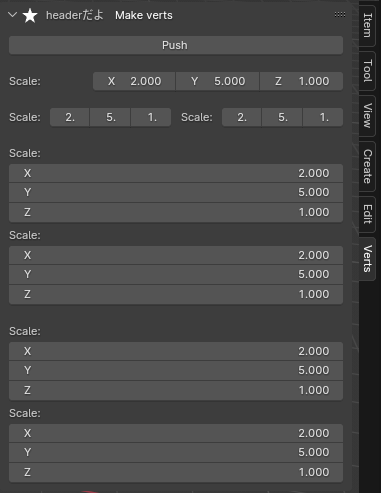 headerだよ Make verts
Push
Scale: X 2.000 Y 5.000 Z 1.000
Scale: 2. 5. 1. Scale: 2. 5. 1.
Scale:
X 2.000
Y 5.000
Z 1.000
Scale:
X 2.000
Y 5.000
Z 1.000
Scale:
X 2.000
Y 5.000
Z 1.000
Scale:
X 2.000
Y 5.000
Z 1.000
Item
Tool
View
Create
Edit
Verts